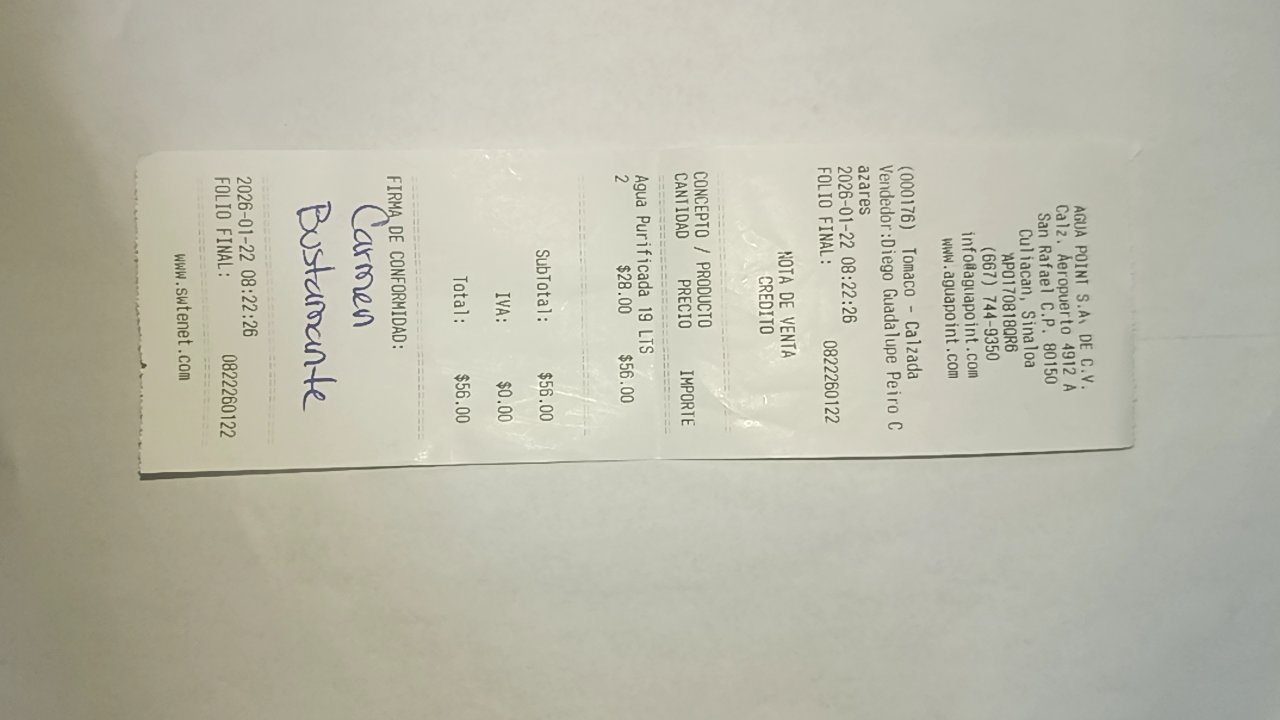 AGUA POINT S.A. DE C.V.
Calz. Aeropuerto 4912 A
San Rafael C.P. 80150
Culiacan, Sinaloa
APO170818QR6
(667) 744-9350
info@aguapoint.com
www.aguapoint.com
(000176) Tomaco - Calzada
Vendedor:Diego Guadalupe Peiro C
azares
2026-01-22 08:22:26
FOLIO FINAL: 0822260122
NOTA DE VENTA
CREDITO
CONCEPTO / PRODUCTO
CANTIDAD PRECIO IMPORTE
Agua Purificada 19 LTS
2 $28.00 $56.00
SubTotal: $56.00
IVA: $0.00
Total: $56.00
FIRMA DE CONFORMIDAD:
Carmen
Bustamante
2026-01-22 08:22:26
FOLIO FINAL: 0822260122
www.swtenet.com